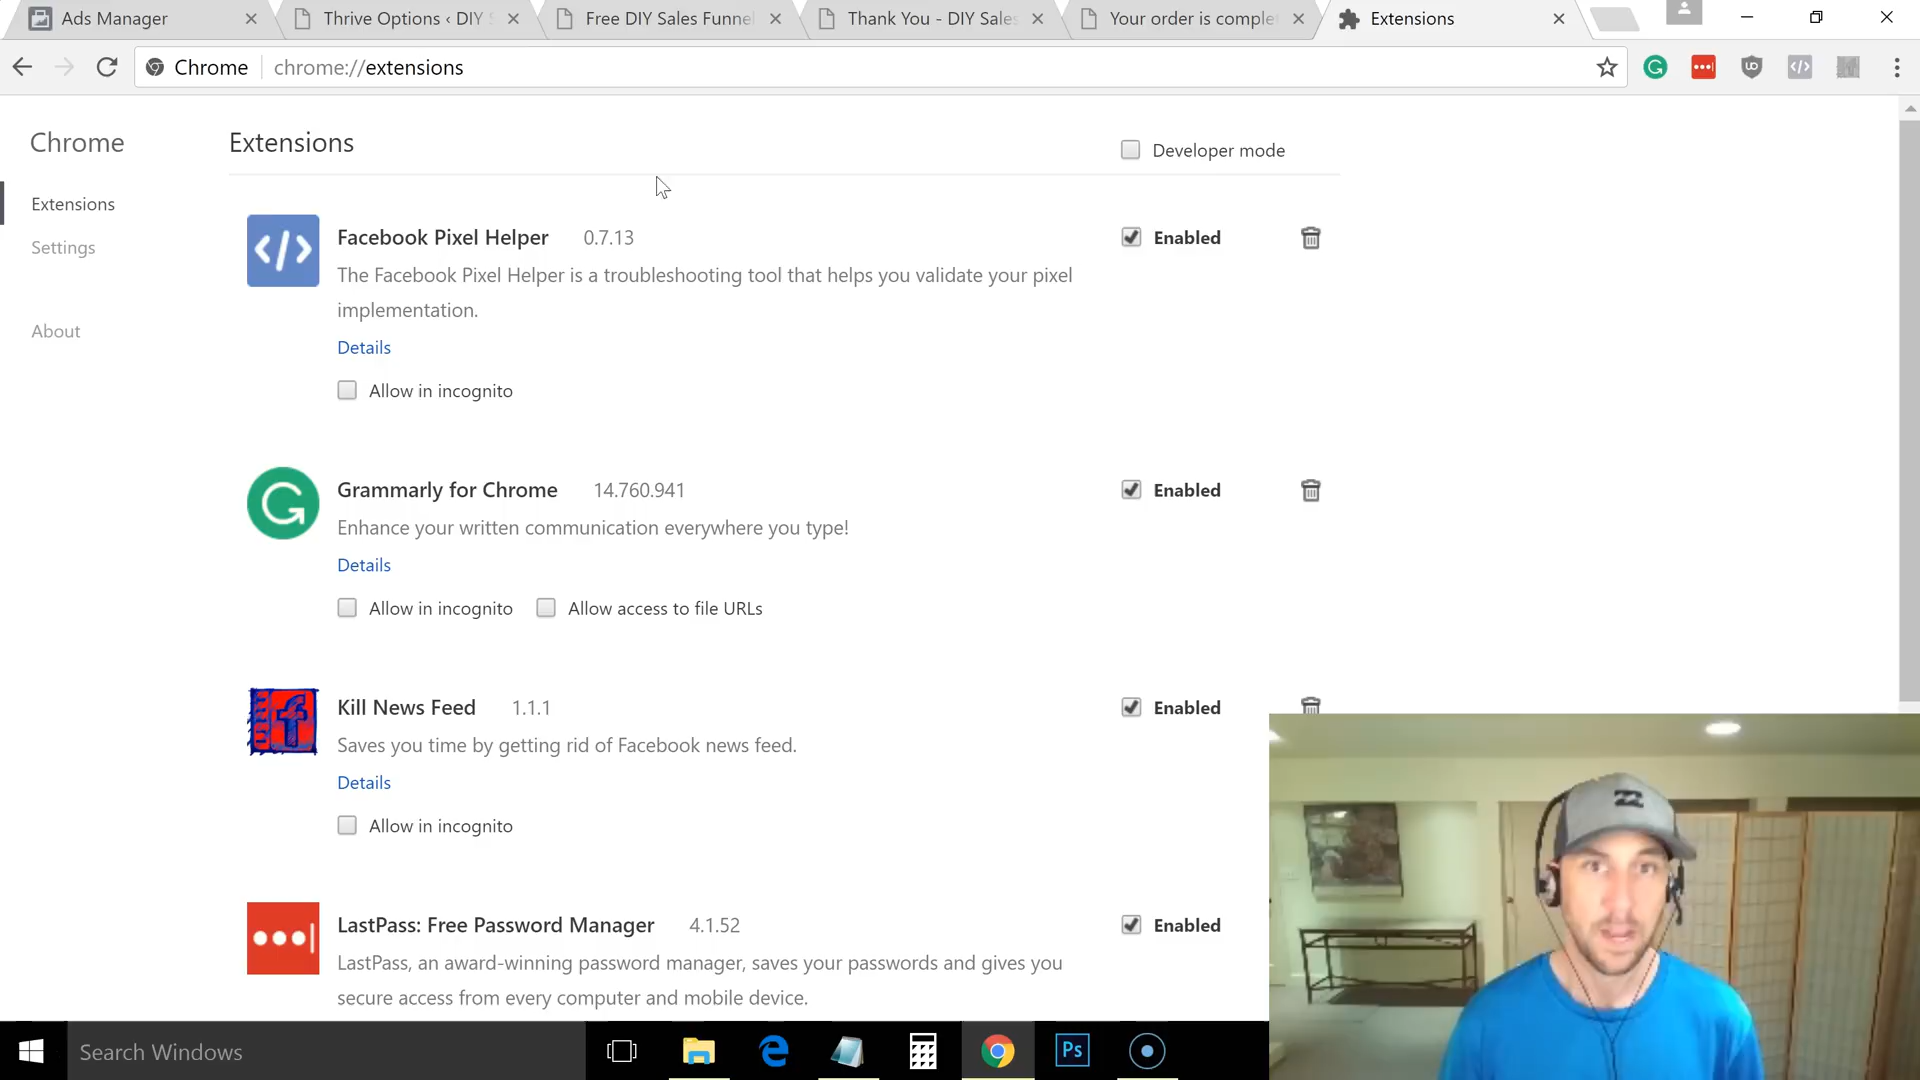 Ads Manager
Thrive Options ‹ DIY S
Free DIY Sales Funnel
Thank You - DIY Sales
Your order is complet
Extensions
Chrome
chrome://extensions
Chrome
Extensions
Developer mode
Extensions
Settings
About
Facebook Pixel Helper 0.7.13
Enabled
The Facebook Pixel Helper is a troubleshooting tool that helps you validate your pixel
implementation.
Details
Allow in incognito
Grammarly for Chrome 14.760.941
Enabled
Enhance your written communication everywhere you type!
Details
Allow in incognito
Allow access to file URLs
Kill News Feed 1.1.1
Enabled
Saves you time by getting rid of Facebook news feed.
Details
Allow in incognito
LastPass: Free Password Manager 4.1.52
Enabled
LastPass, an award-winning password manager, saves your passwords and gives you
secure access from every computer and mobile device.
Search Windows
Ps